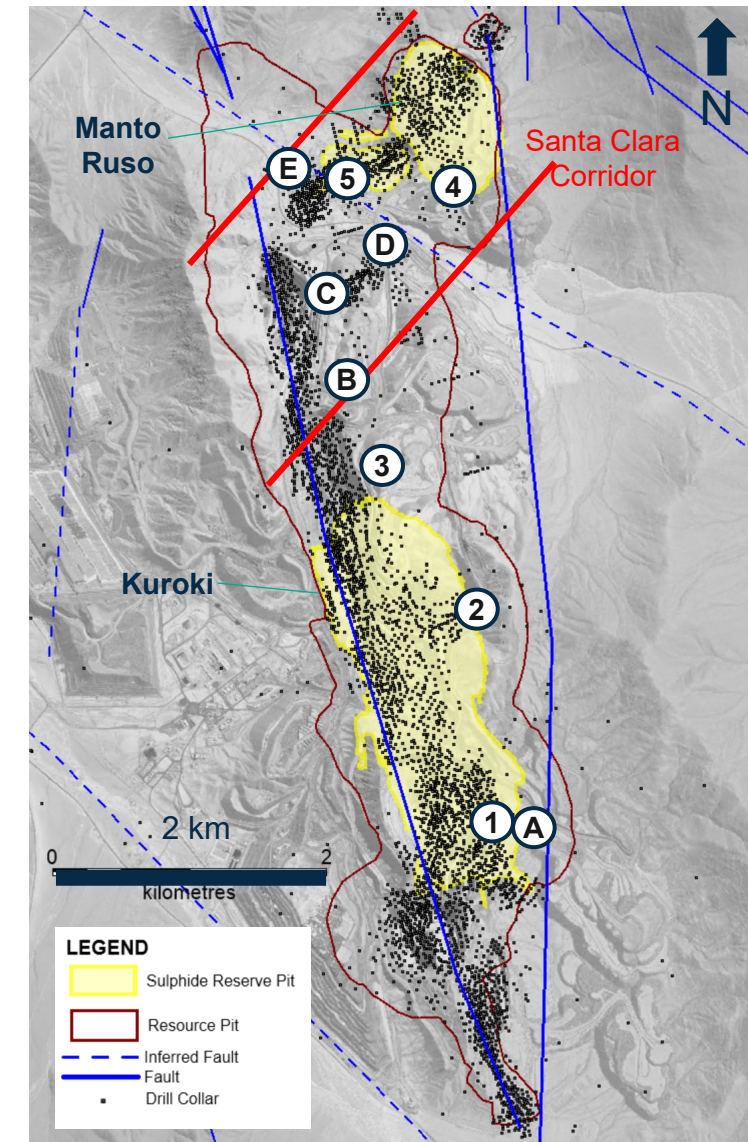 N
Manto
Ruso
Santa Clara
Corridor
E
5
4
D
C
B
3
Kuroki
2
1
A
2 km
0
2
kilometres
LEGEND
Sulphide Reserve Pit
Resource Pit
Inferred Fault
Fault
Drill Collar